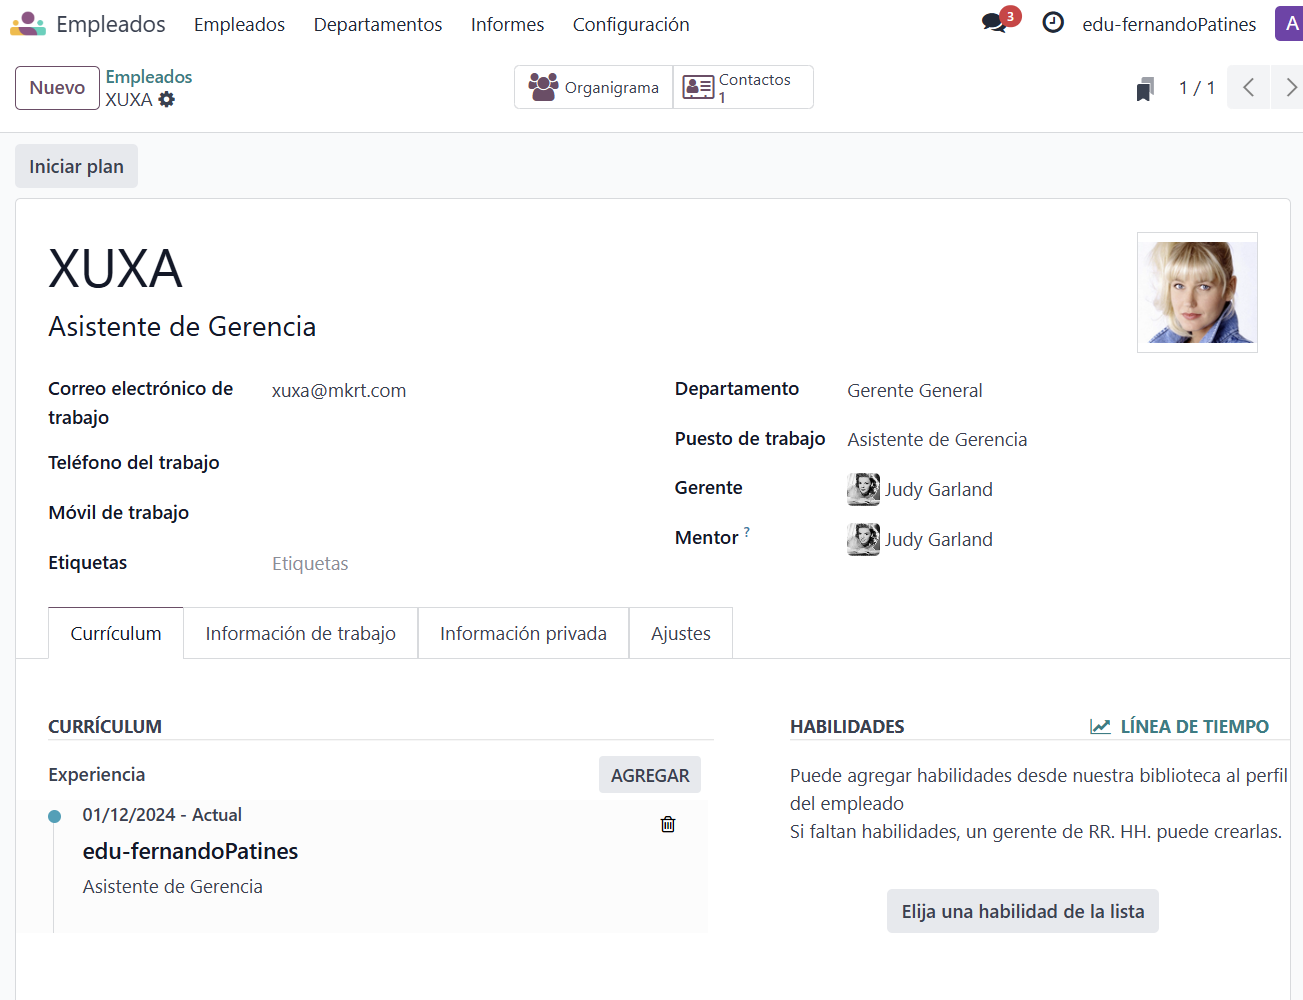 Empleados
Empleados
Departamentos
Informes
Configuración
3
edu-fernandoPatines
A
Nuevo
Empleados
XUXA
Organigrama
Contactos
1
1 / 1
Iniciar plan
XUXA
Asistente de Gerencia
Correo electrónico de
trabajo
xuxa@mkrt.com
Teléfono del trabajo
Móvil de trabajo
Etiquetas
Etiquetas
Departamento
Gerente General
Puesto de trabajo
Asistente de Gerencia
Gerente
Judy Garland
Mentor ?
Judy Garland
Currículum
Información de trabajo
Información privada
Ajustes
CURRÍCULUM
Experiencia
AGREGAR
01/12/2024 - Actual
edu-fernandoPatines
Asistente de Gerencia
HABILIDADES
LÍNEA DE TIEMPO
Puede agregar habilidades desde nuestra biblioteca al perfil
del empleado
Si faltan habilidades, un gerente de RR. HH. puede crearlas.
Elija una habilidad de la lista